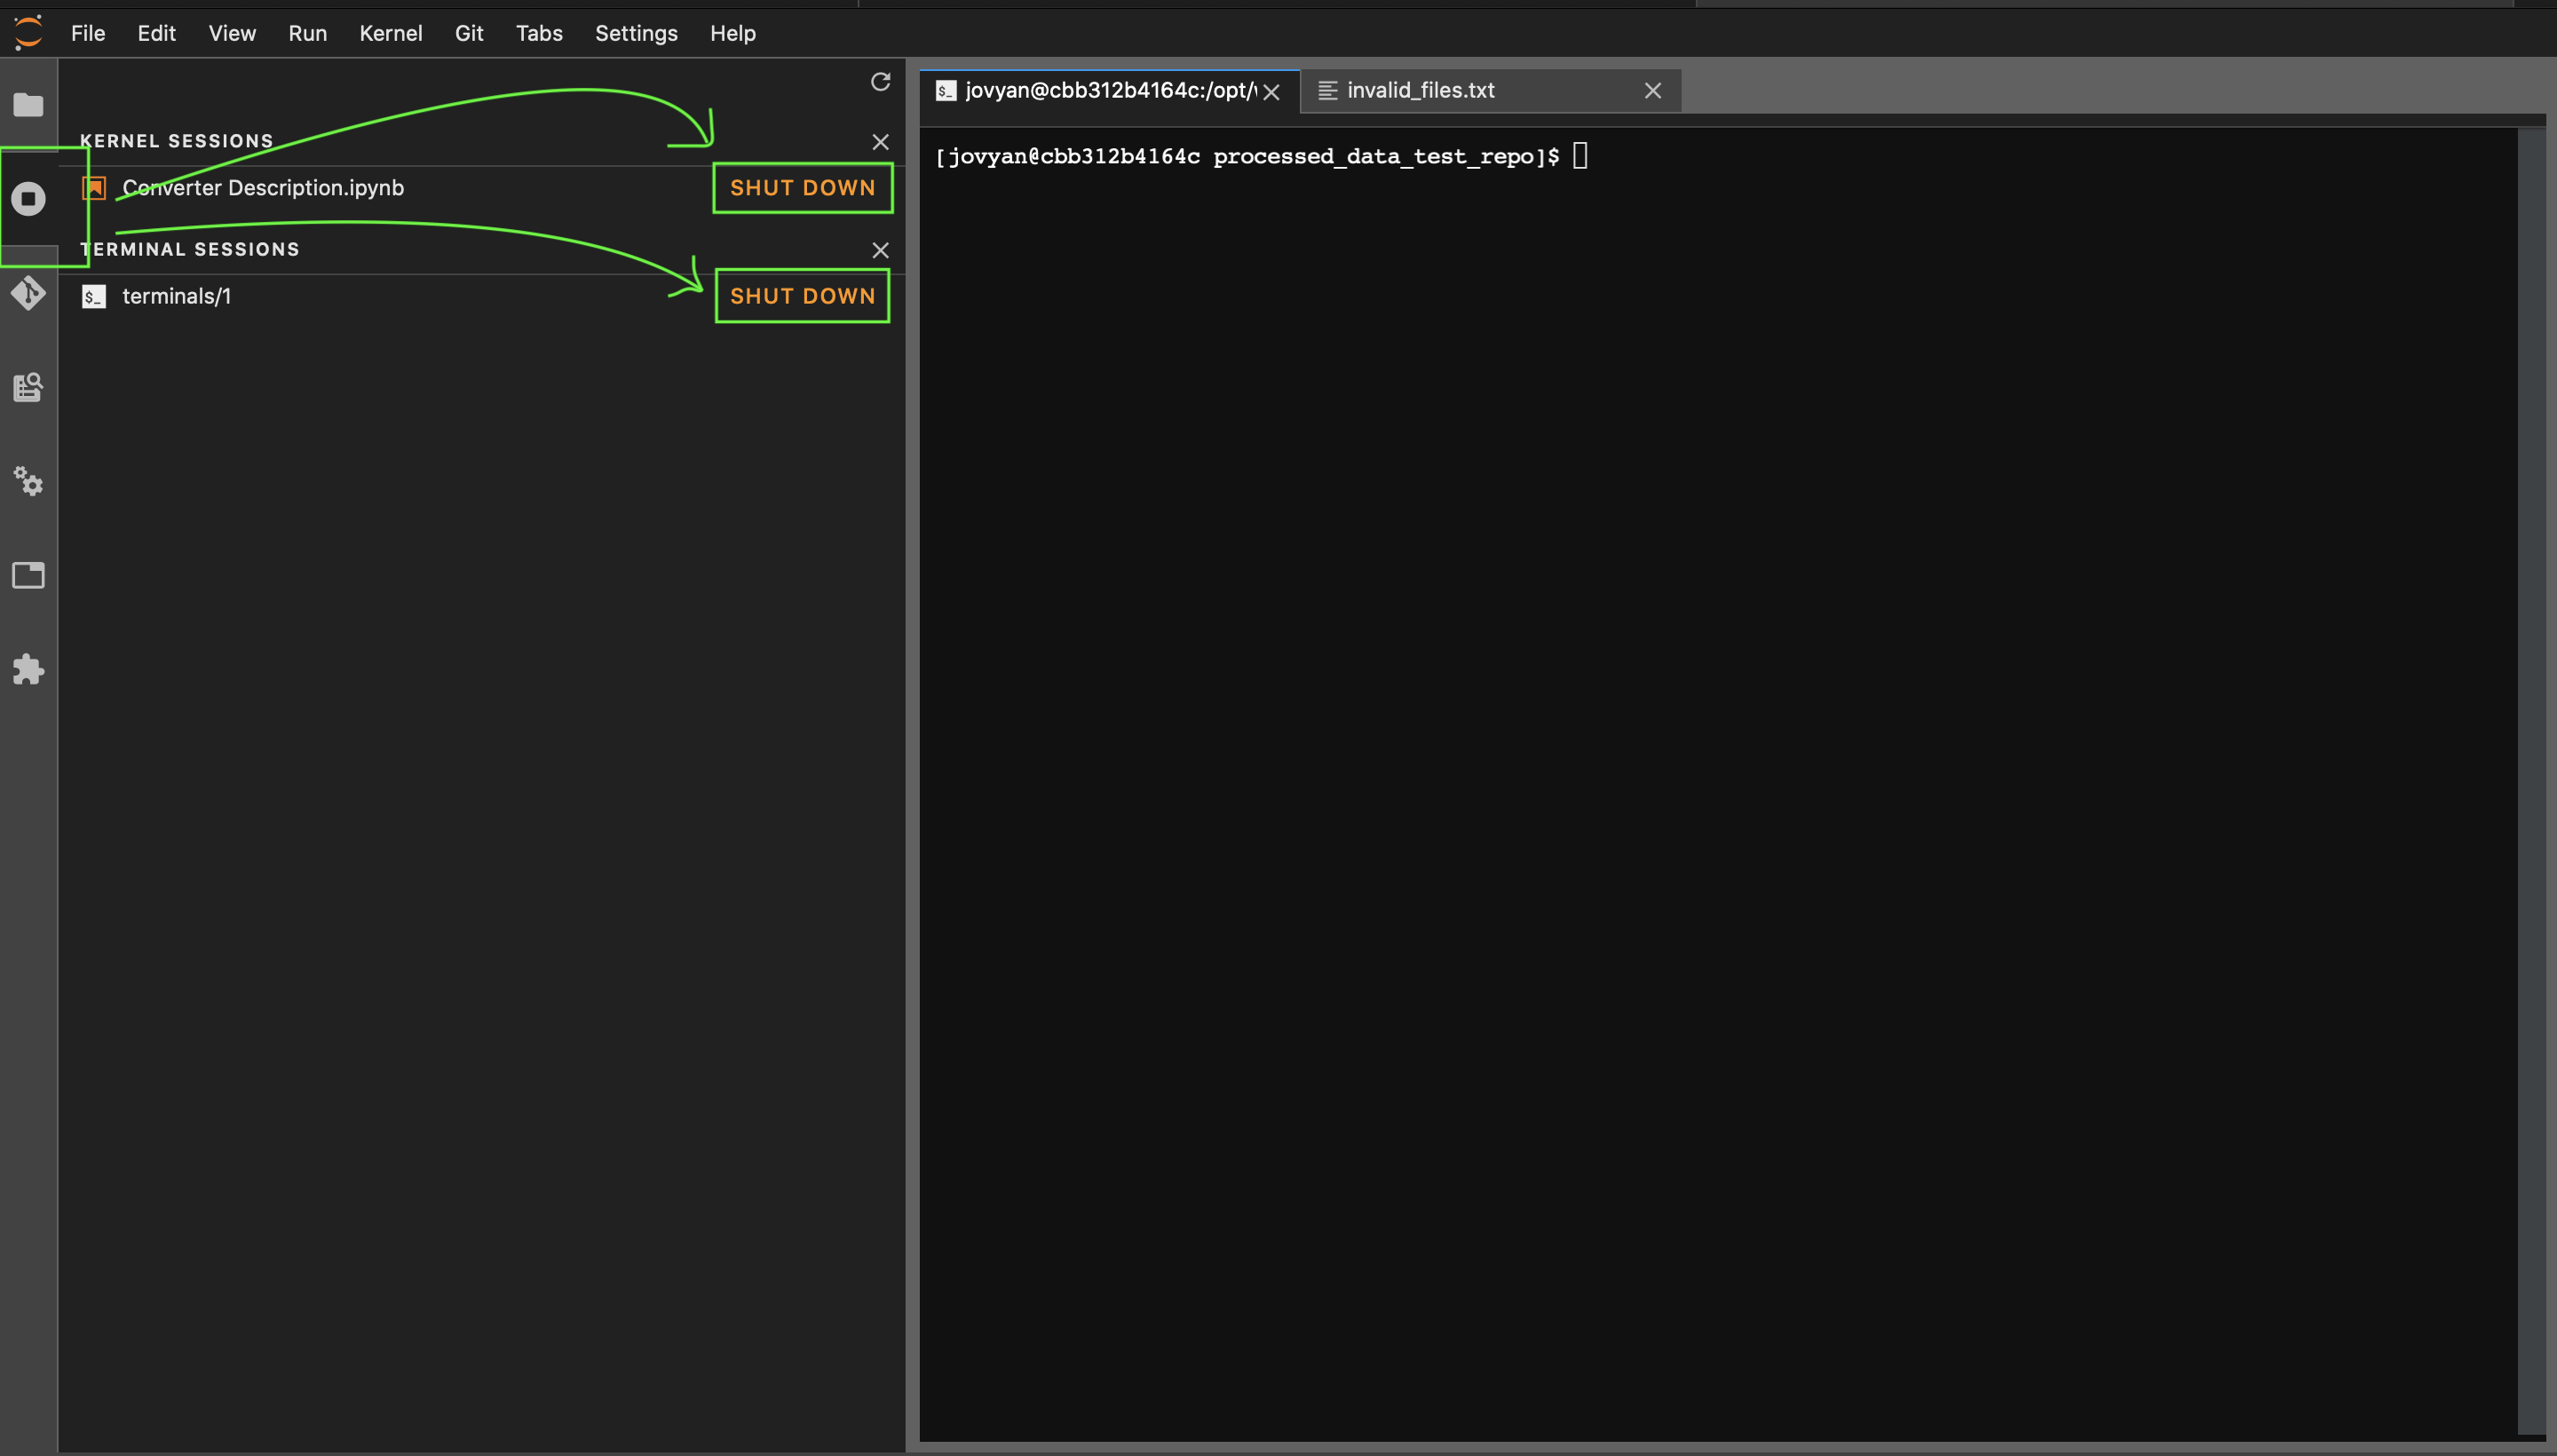 File Edit View Run Kernel Git Tabs Settings Help
KERNEL SESSIONS
Converter Description.ipynb SHUT DOWN
TERMINAL SESSIONS
$_ terminals/1 SHUT DOWN
$_ jovyan@cbb312b4164c:/opt/ invalid_files.txt
[jovyan@cbb312b4164c processed_data_test_repo]$